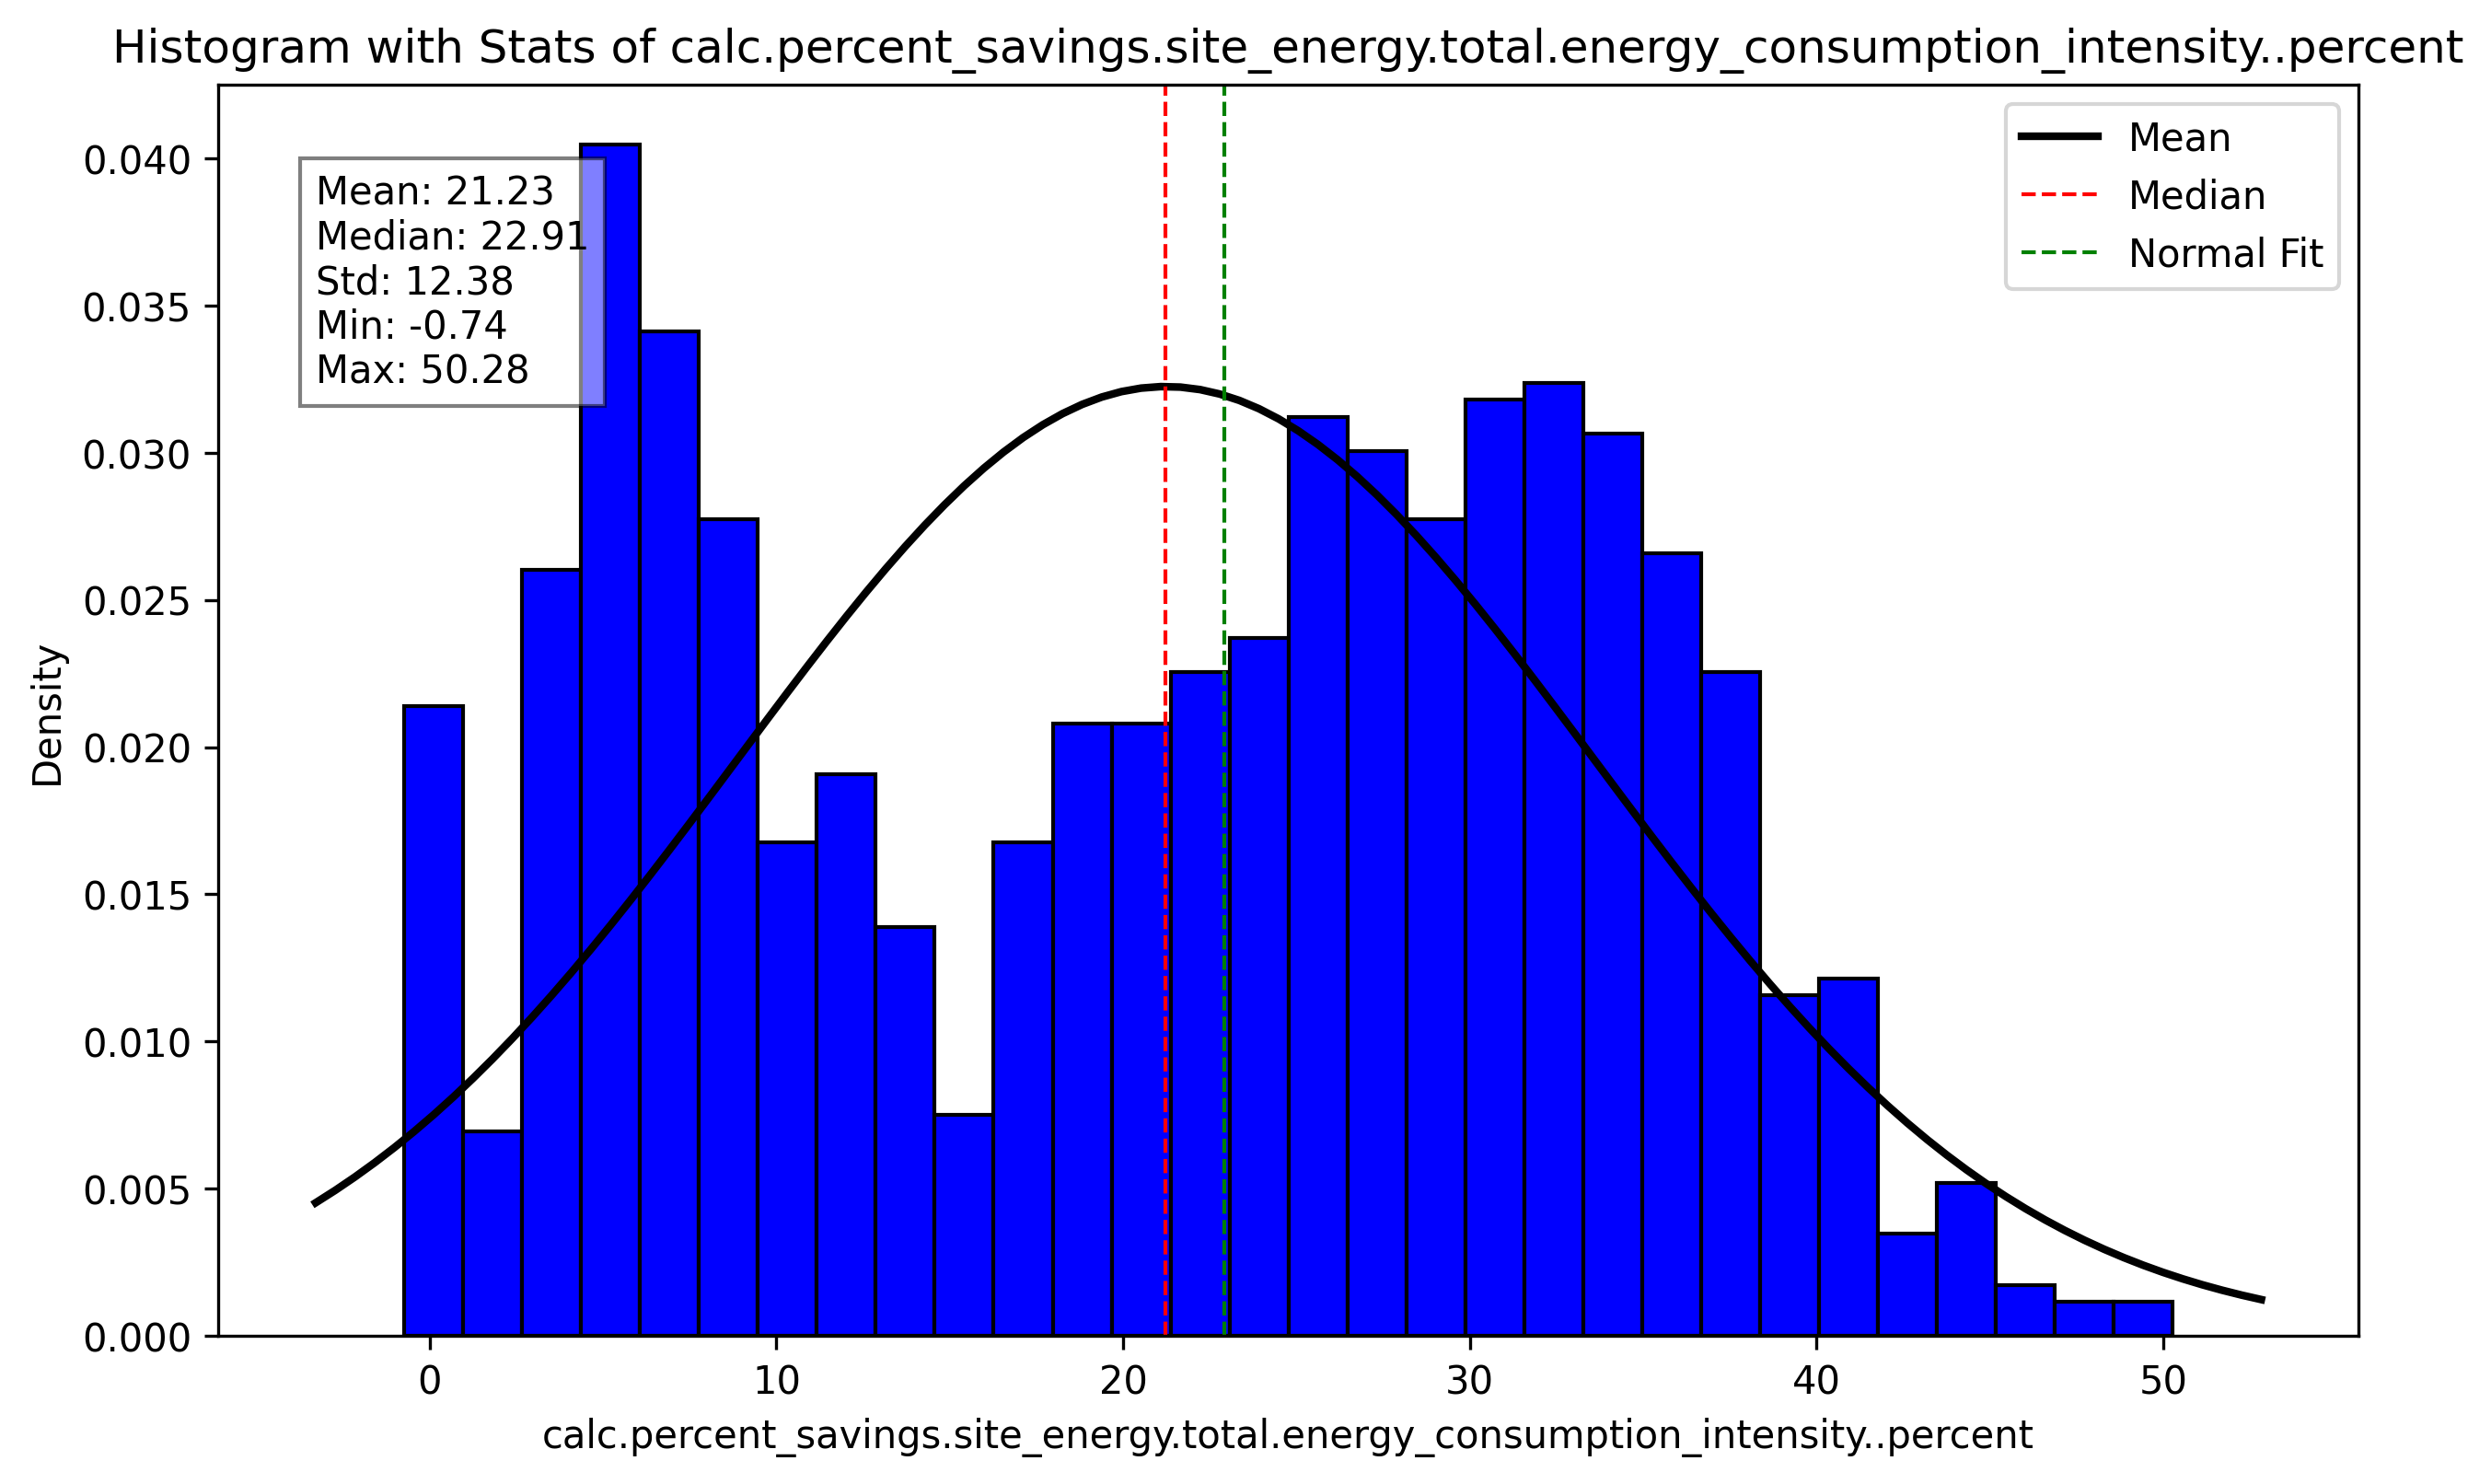 Histogram with Stats of calc.percent_savings.site_energy.total.energy_consumption_intensity..percent
Mean: 21.23
Median: 22.91
Std: 12.38
Min: -0.74
Max: 50.28
Mean
Median
Normal Fit
Density
0.040
0.035
0.030
0.025
0.020
0.015
0.010
0.005
0.000
0 10 20 30 40 50
calc.percent_savings.site_energy.total.energy_consumption_intensity..percent